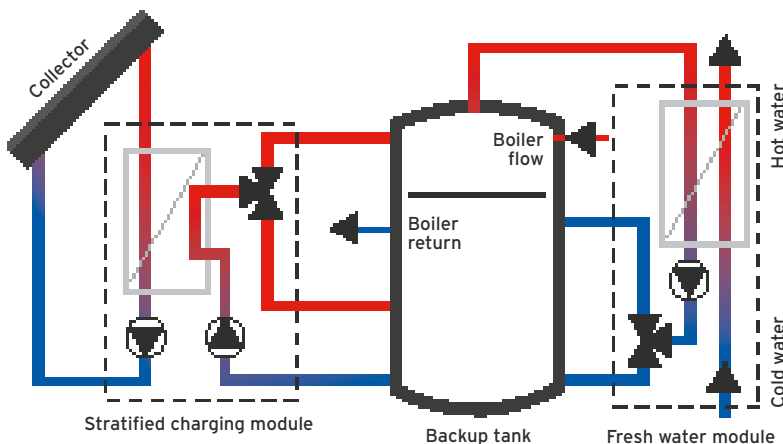 Collector
Boiler
flow
Hot water
Boiler
return
Cold water
Stratified charging module
Backup tank
Fresh water module